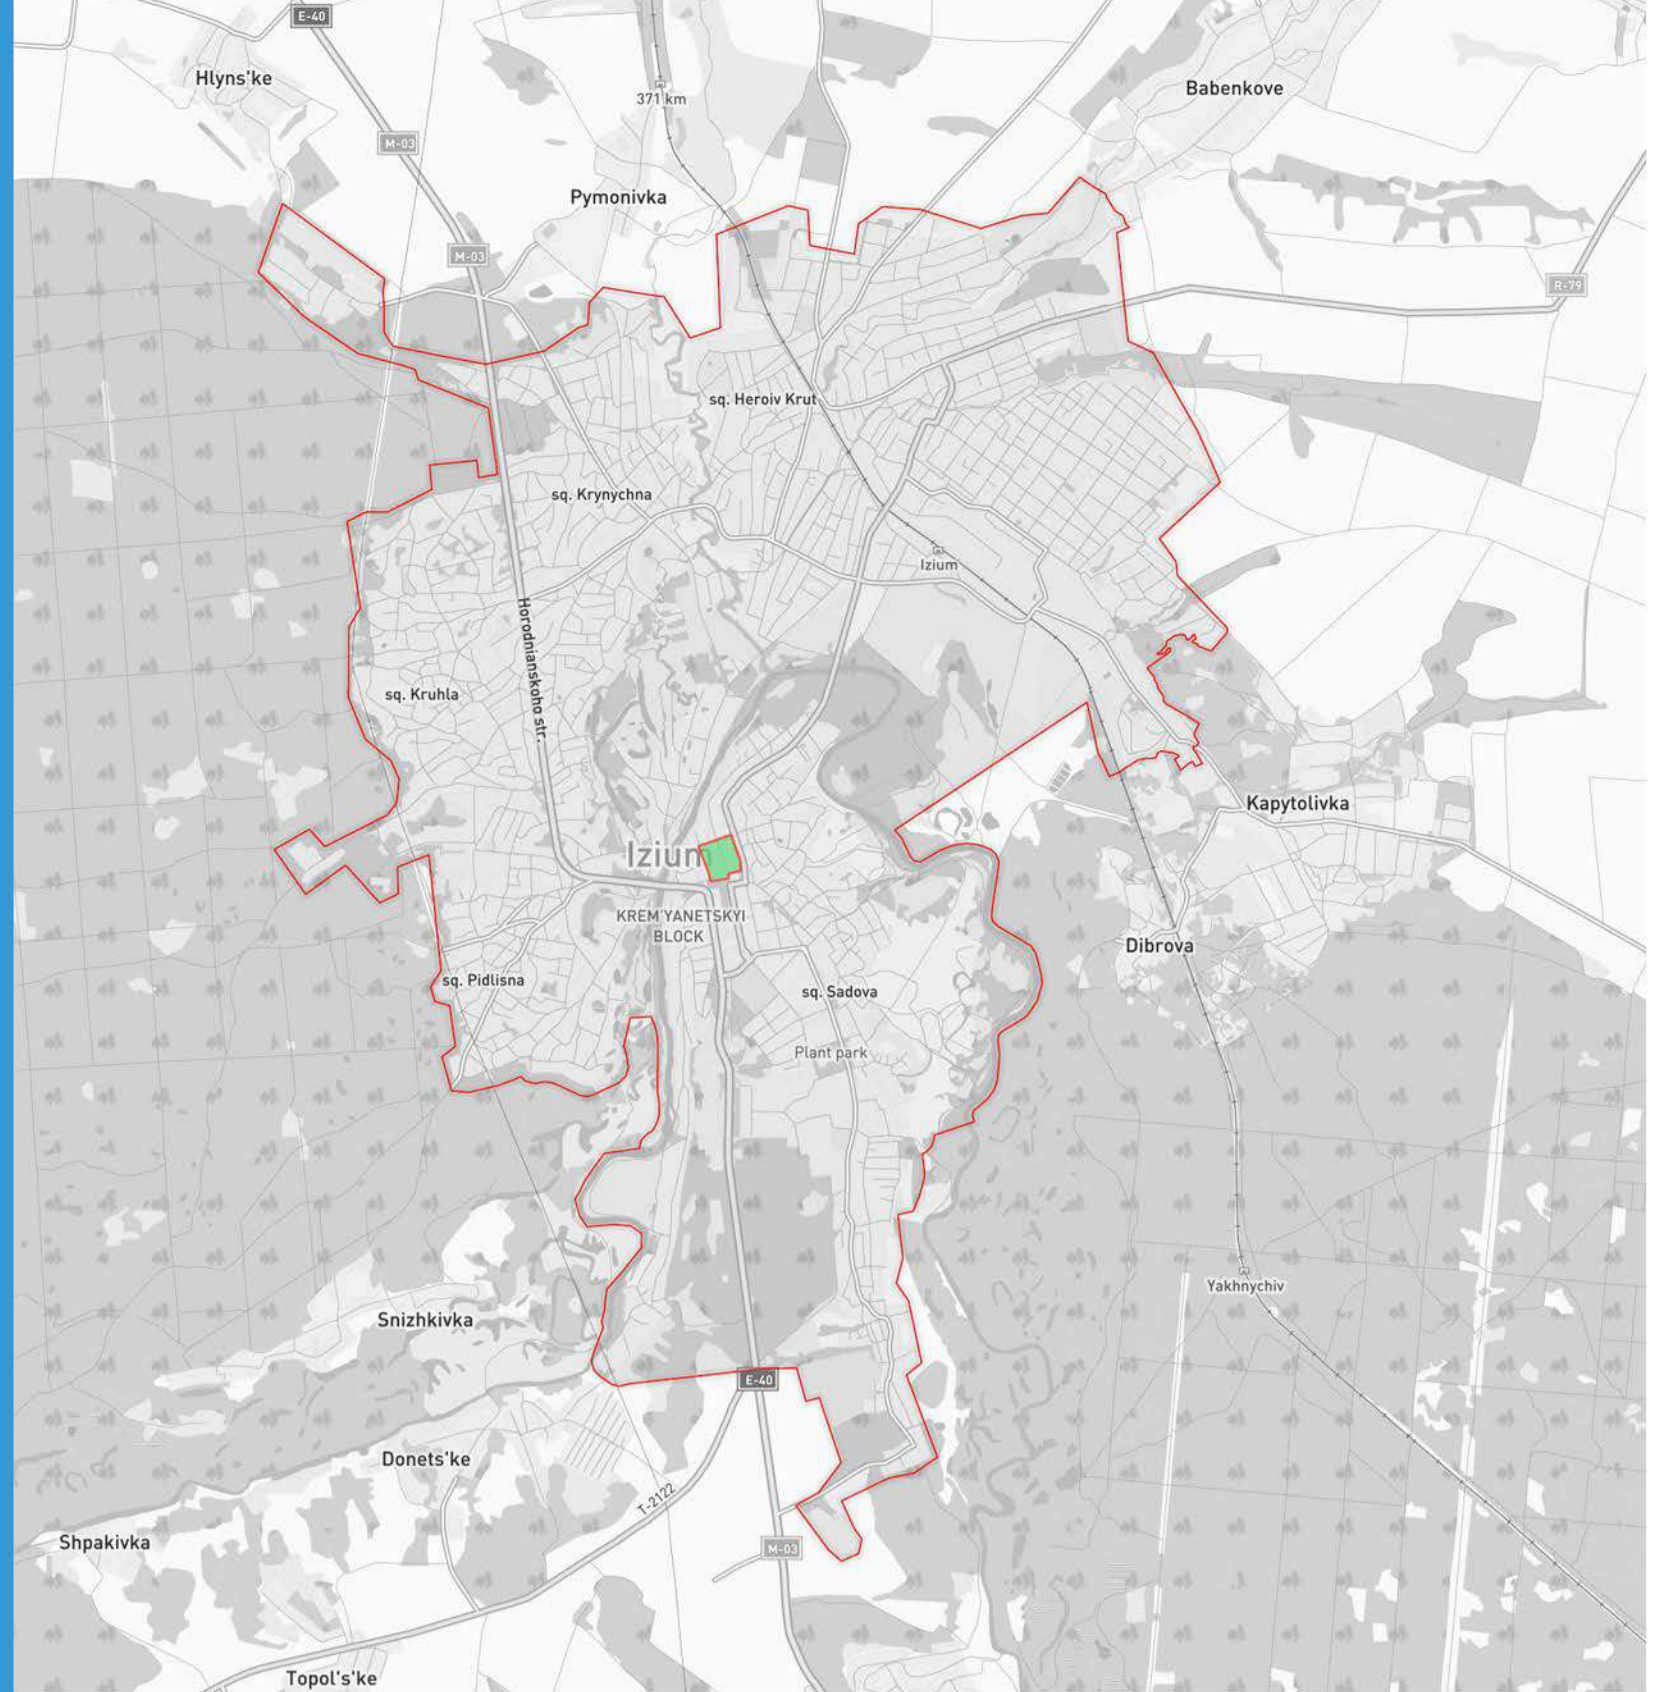 E-40
Hlyns'ke
Babenkove
371 km
M-03
Pymonivka
M-03
R-79
sq. Heroiv Krut
sq. Krynychna
Izium
Horodnianskoho str.
sq. Kruhla
Kapytolivka
Izium
KREM'YANETSKYI
BLOCK
Dibrova
sq. Pidlisna
sq. Sadova
Plant park
Yakhnychiv
Snizhkivka
E-40
Donets'ke
T-2122
Shpakivka
M-03
Topol's'ke